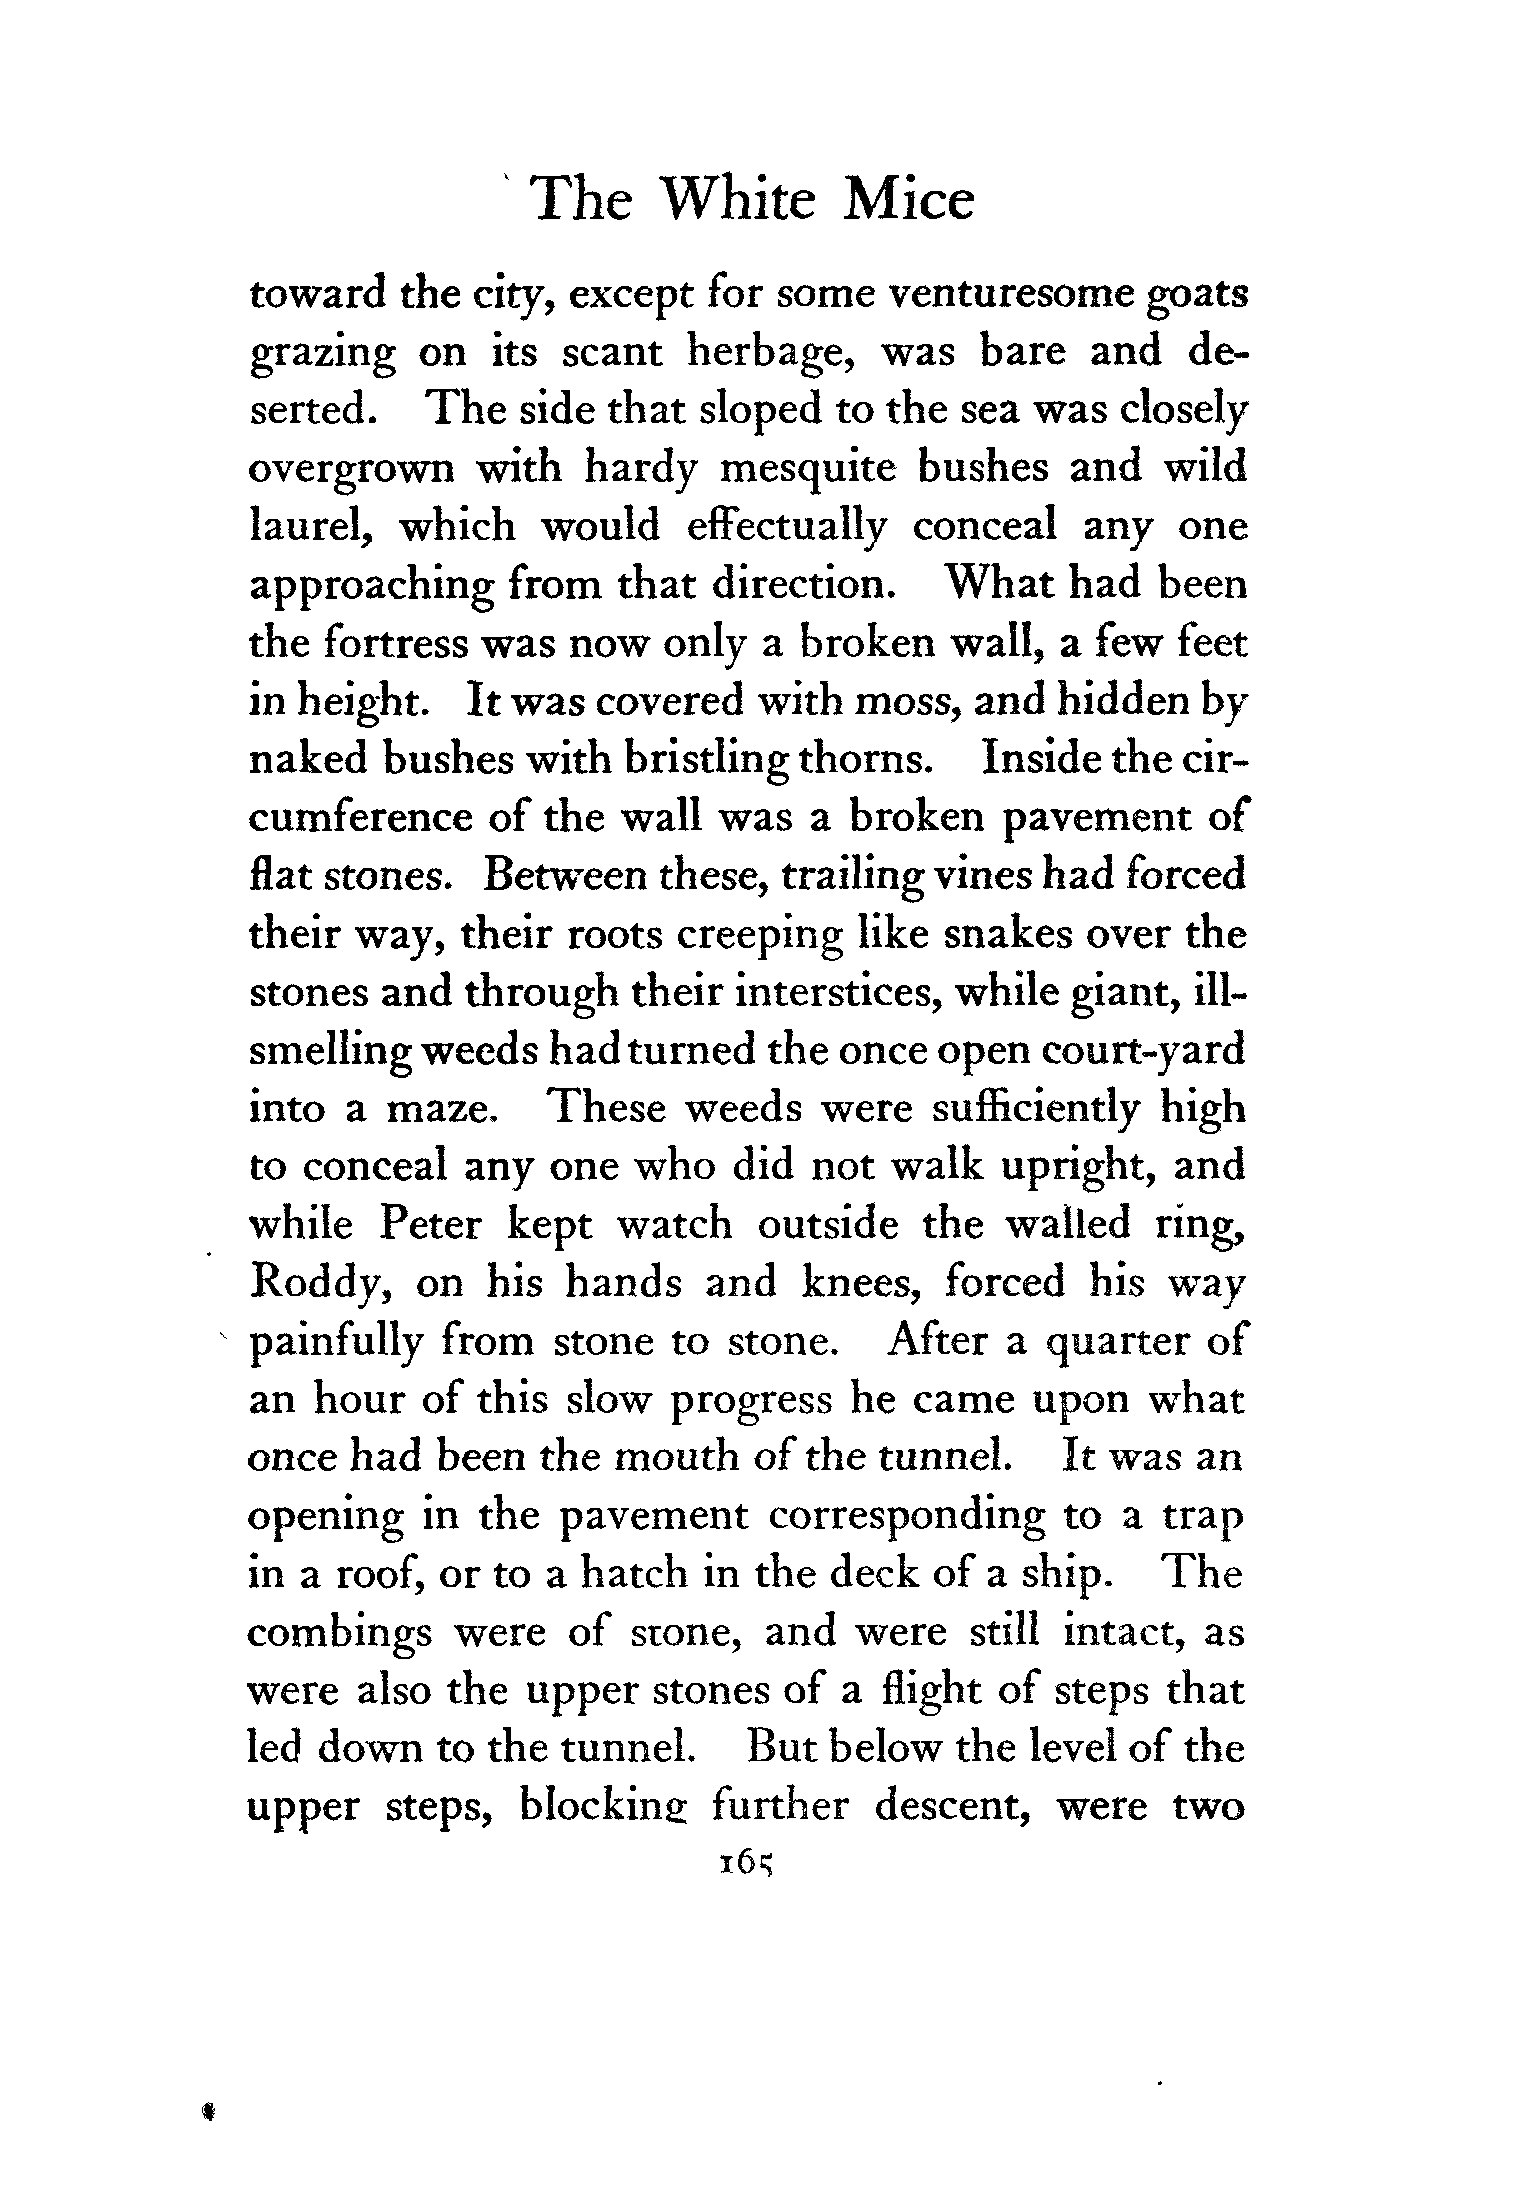 The White Mice
toward the city, except for some venturesome goats
grazing on its scant herbage, was bare and de-
serted. The side that sloped to the sea was closely
overgrown with hardy mesquite bushes and wild
laurel, which would effectually conceal any one
approaching from that direction. What had been
the fortress was now only a broken wall, a few feet
in height. It was covered with moss, and hidden by
naked bushes with bristling thorns. Inside the cir-
cumference of the wall was a broken pavement of
flat stones. Between these, trailing vines had forced
their way, their roots creeping like snakes over the
stones and through their interstices, while giant, ill-
smelling weeds had turned the once open court-yard
into a maze. These weeds were sufficiently high
to conceal any one who did not walk upright, and
while Peter kept watch outside the walled ring,
Roddy, on his hands and knees, forced his way
painfully from stone to stone. After a quarter of
an hour of this slow progress he came upon what
once had been the mouth of the tunnel. It was an
opening in the pavement corresponding to a trap
in a roof, or to a hatch in the deck of a ship. The
combings were of stone, and were still intact, as
were also the upper stones of a flight of steps that
led down to the tunnel. But below the level of the
upper steps, blocking further descent, were two
165